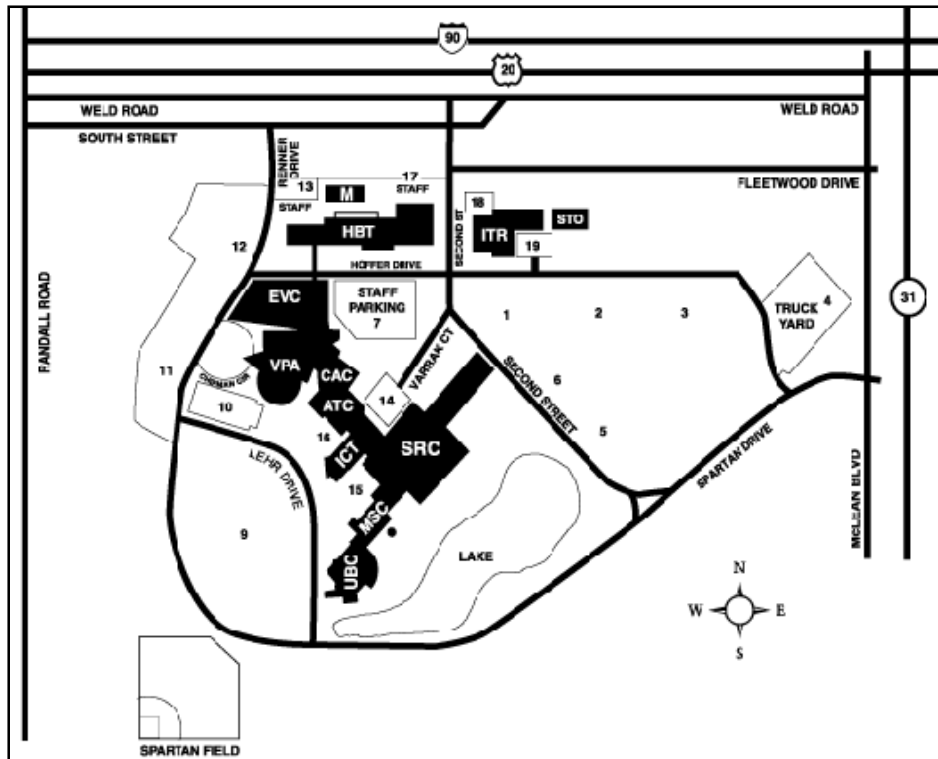 90
20
WELD ROAD
WELD ROAD
SOUTH STREET
RENNER
DRIVE
17
STAFF
FLEETWOOD DRIVE
13
STAFF
M
18
HBT
SECOND ST
ITR
STO
19
12
HOFFER DRIVE
RANDALL ROAD
EVC
STAFF
PARKING
7
1
2
3
TRUCK
YARD
4
31
VPA
CAC
11
10
ATC
14
VARRAK CT
SECOND STREET
6
5
16
ICT
SRC
LEHR DRIVE
15
MSC
9
UBC
LAKE
SPARTAN DRIVE
MCLEAN BLVD
N
W
E
S
SPARTAN FIELD